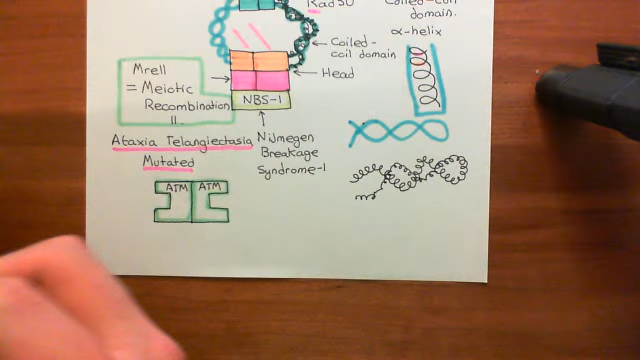 Rad50
Coiled-coil
domain.
α-helix
Coiled-
coil domain
Head
Mre11
= Meiotic
Recombination
11
NBS-1
Ataxia Telangiectasia
Mutated
Nijmegen
Breakage
Syndrome-1
ATM ATM